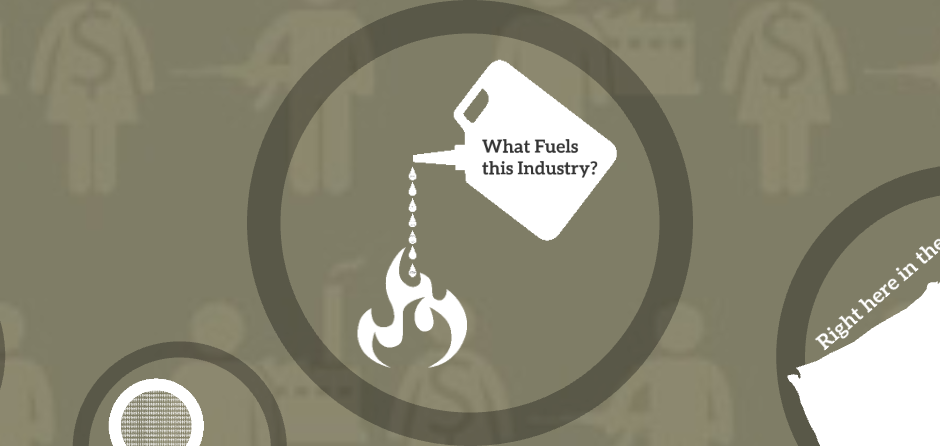 What Fuels
this Industry?
Right here in the